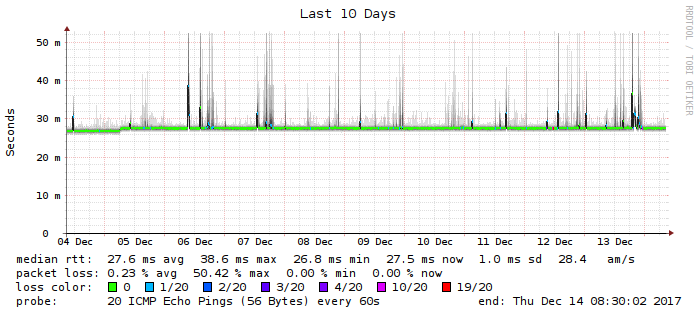 Last 10 Days
RRDTOOL / TOBI OETIKER
Seconds
50 m
40 m
30 m
20 m
10 m
0
04 Dec 05 Dec 06 Dec 07 Dec 08 Dec 09 Dec 10 Dec 11 Dec 12 Dec 13 Dec
median rtt: 27.6 ms avg 38.6 ms max 26.8 ms min 27.5 ms now 1.0 ms sd 28.4 am/s
packet loss: 0.23 % avg 50.42 % max 0.00 % min 0.00 % now
loss color: 0 1/20 2/20 3/20 4/20 10/20 19/20
probe: 20 ICMP Echo Pings (56 Bytes) every 60s end: Thu Dec 14 08:30:02 2017